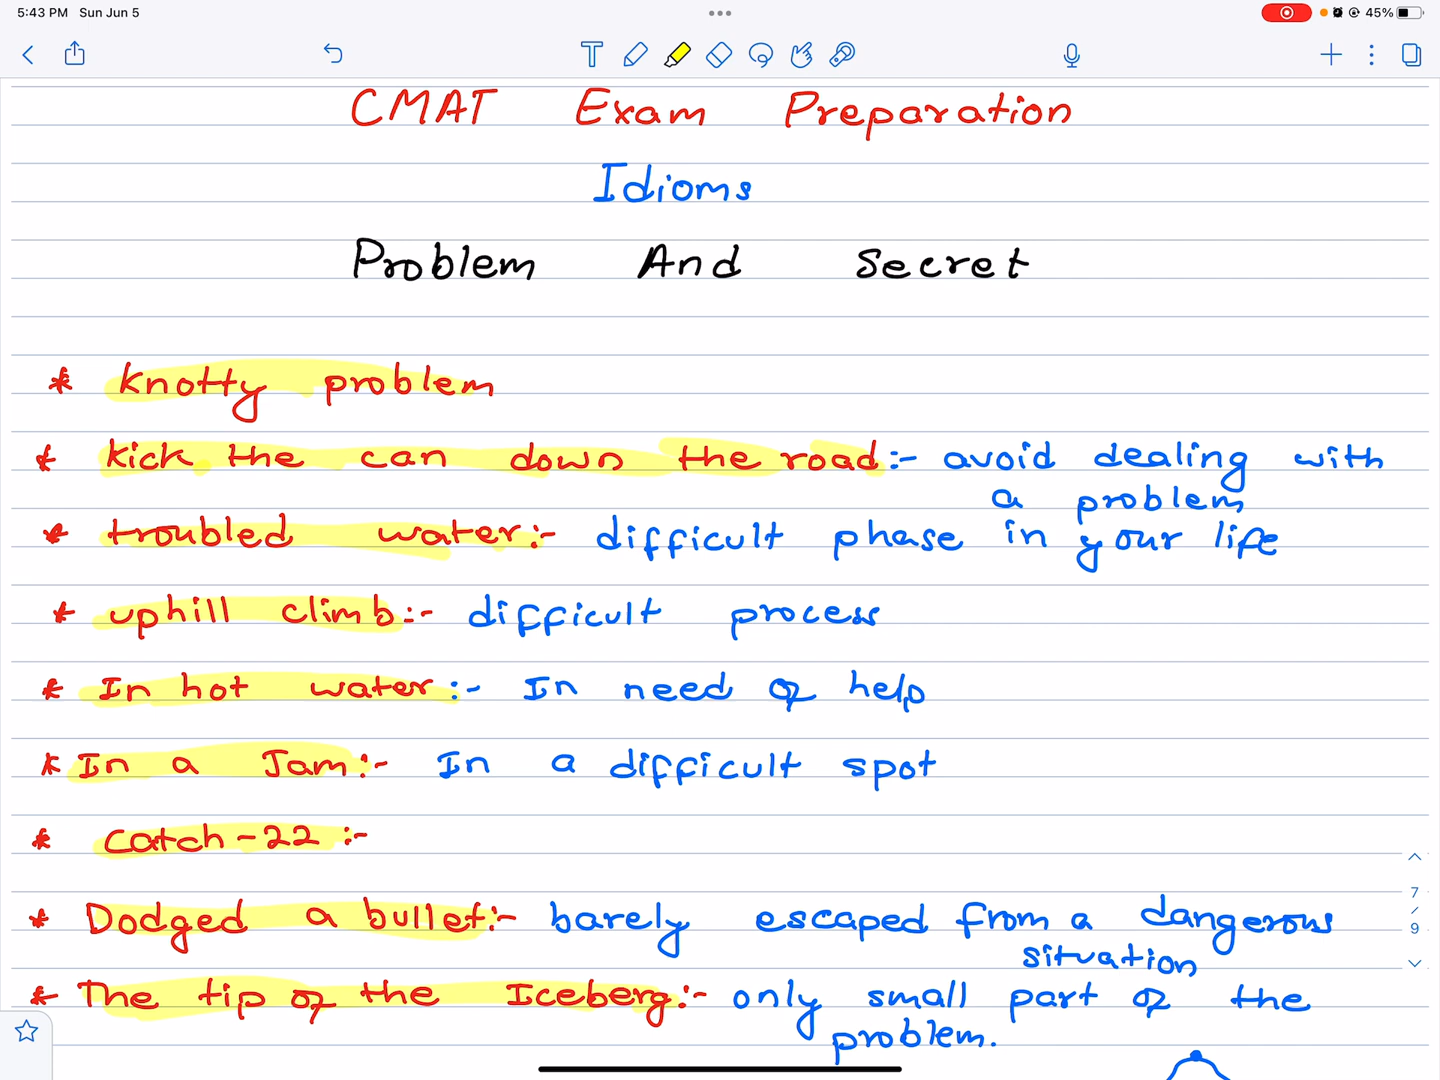 5:43 PM Sun Jun 5
45%
CMAT Exam Preparation
Idioms
Problem And Secret
* Knotty problem
* Kick the can down the road:- avoid dealing with
a problem
* troubled water:- difficult phase in your life
* uphill climb:- difficult process
* In hot water:- In need of help
* In a Jam:- In a difficult spot
* Catch-22:-
* Dodged a bullet:- barely escaped from a dangerous
situation
* The tip of the Iceberg:- only small part of the
problem.
7
/
9